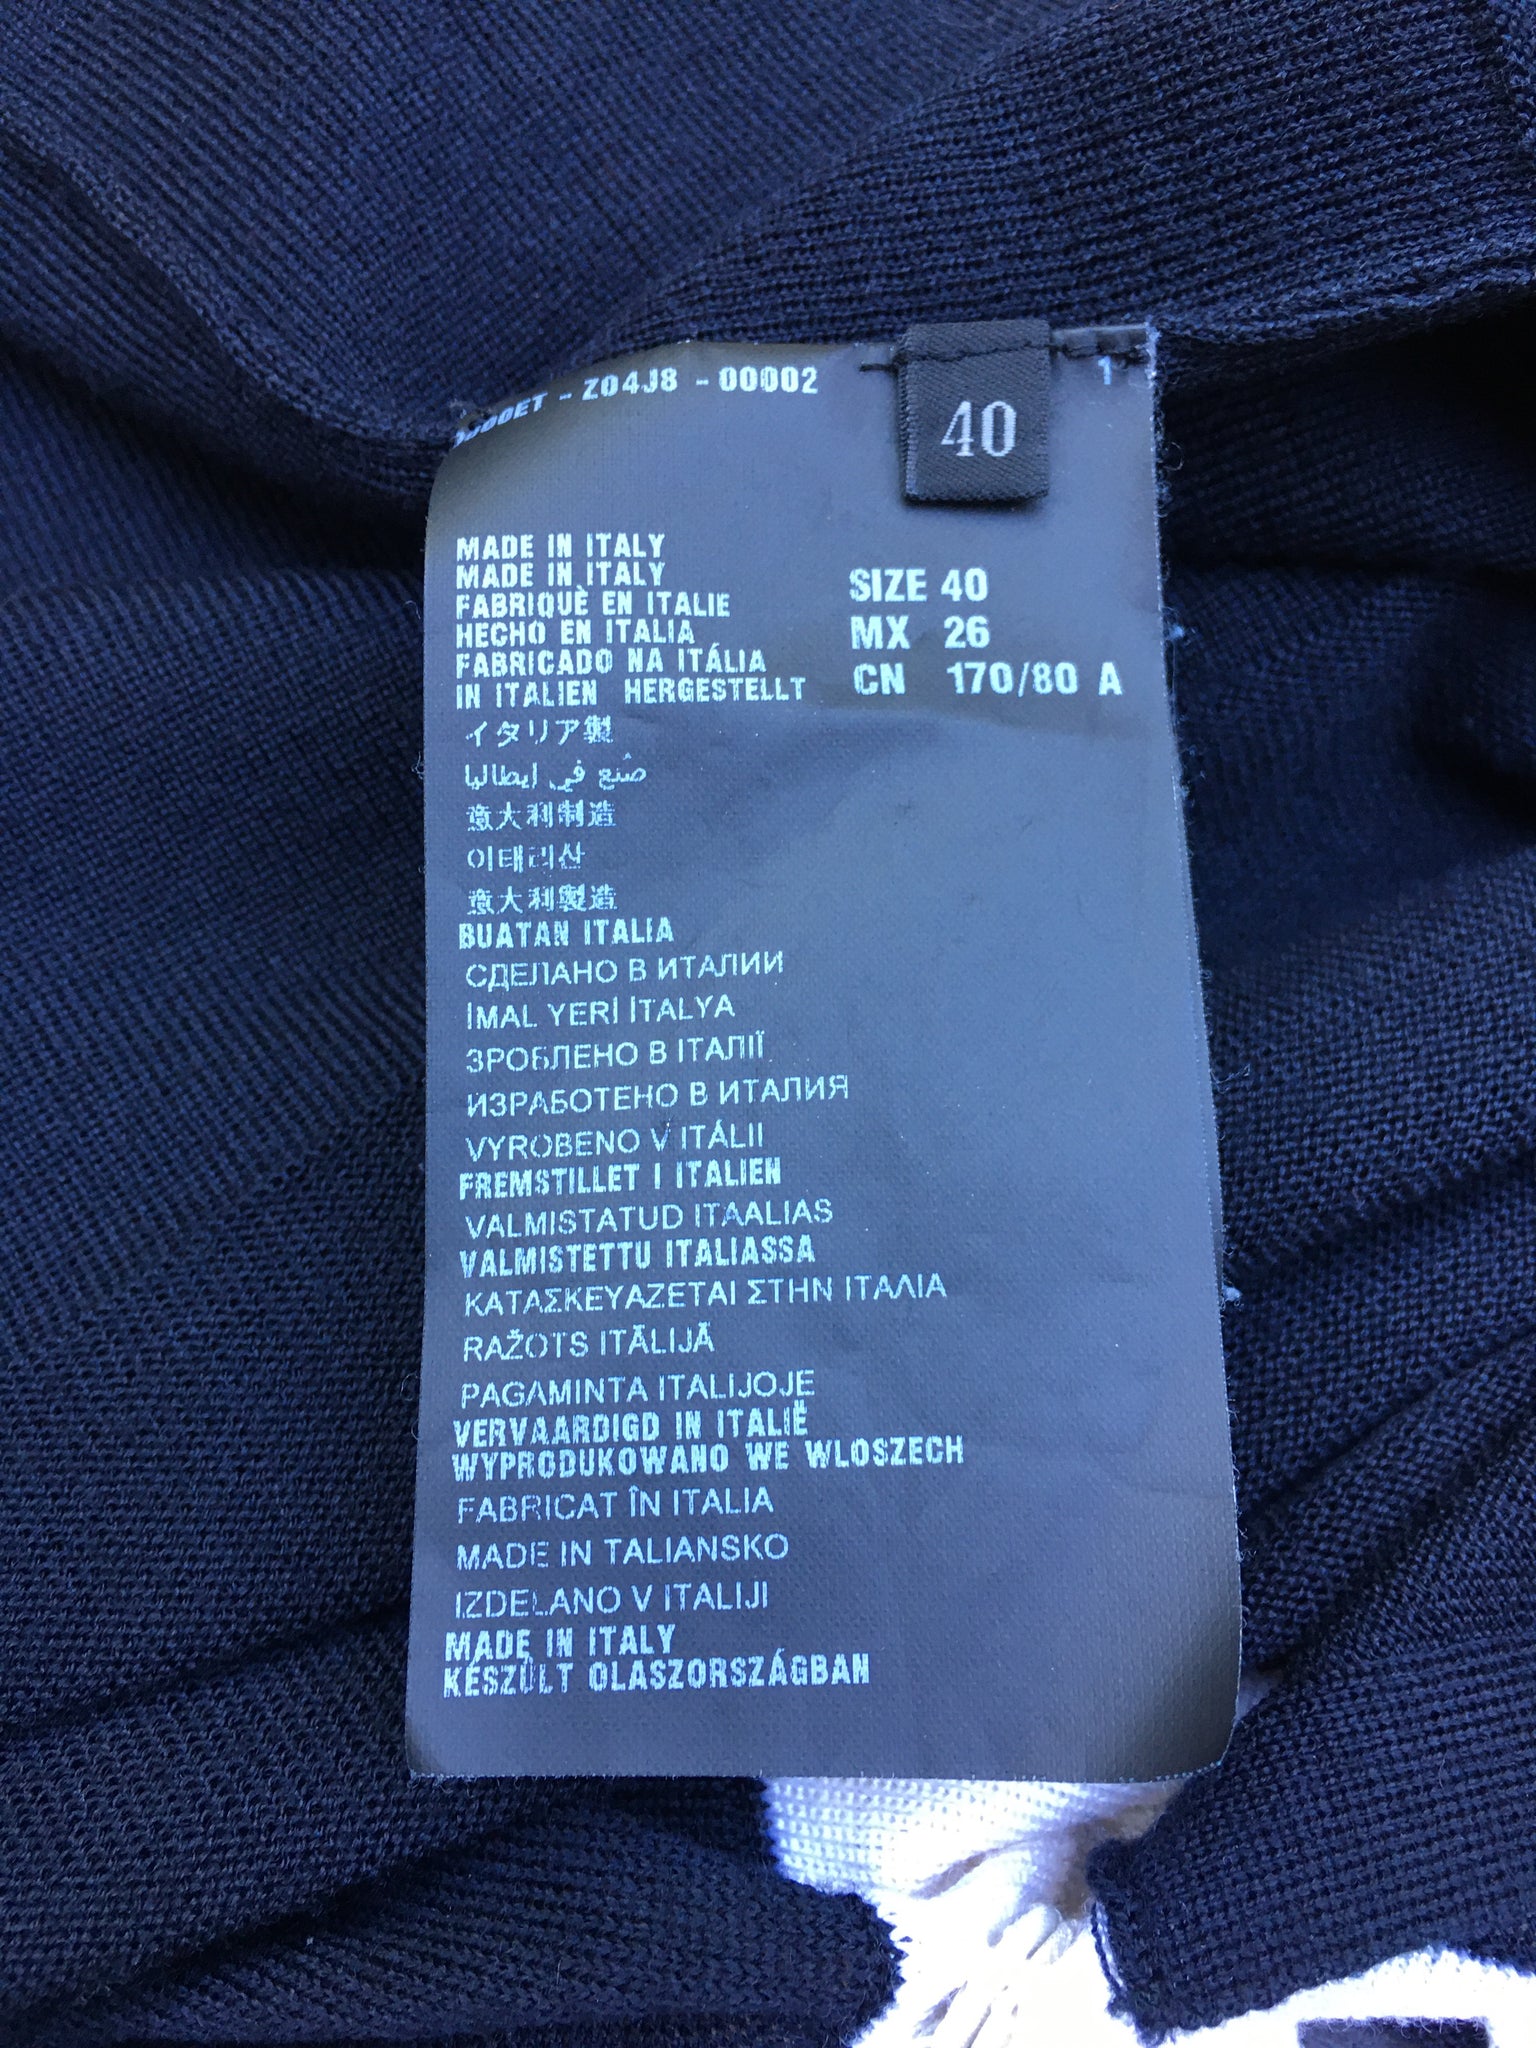 - Z04J8 - 00002
1
40
MADE IN ITALY
MADE IN ITALY
FABRIQUÈ EN ITALIE
HECHO EN ITALIA
FABRICADO NA ITÁLIA
IN ITALIEN HERGESTELLT
SIZE 40
MX 26
CN 170/80 A
イタリア製
صُنع في إيطاليا
意大利制造
이태리산
意大利製造
BUATAN ITALIA
СДЕЛАНО В ИТАЛИИ
İMAL YERİ İTALYA
ЗРОБЛЕНО В ІТАЛІЇ
ИЗРАБОТЕНО В ИТАЛИЯ
VYROBENO V ITÁLII
FREMSTILLET I ITALIEN
VALMISTATUD ITAALIAS
VALMISTETTU ITALIASSA
ΚΑΤΑΣΚΕΥΑΖΕΤΑΙ ΣΤΗΝ ΙΤΑΛΙΑ
RAŽOTS ITĀLIJĀ
PAGAMINTA ITALIJOJE
VERVAARDIGD IN ITALIË
WYPRODUKOWANO WE WLOSZECH
FABRICAT ÎN ITALIA
MADE IN TALIANSKO
IZDELANO V ITALIJI
MADE IN ITALY
KÉSZÜLT OLASZORSZÁGBAN